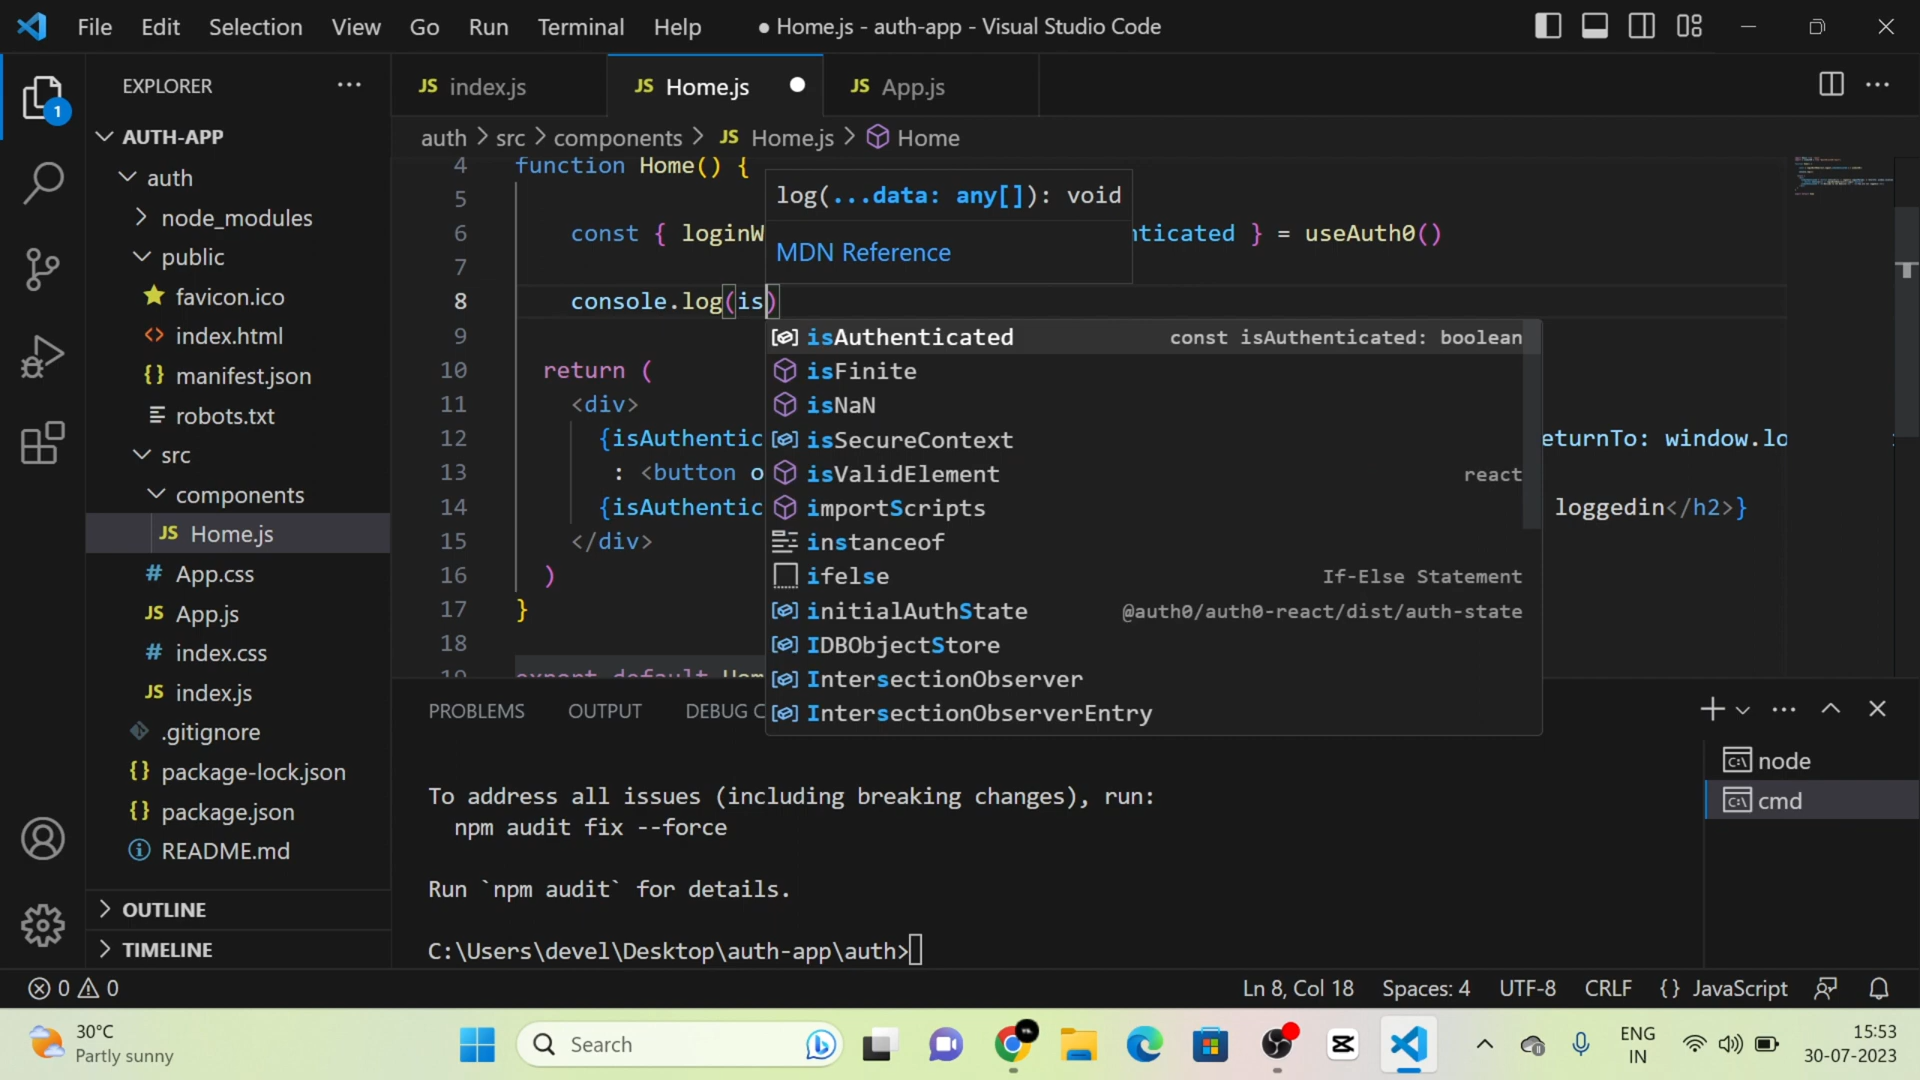 File Edit Selection View Go Run Terminal Help
● Home.js - auth-app - Visual Studio Code
1
EXPLORER
AUTH-APP
auth
node_modules
public
favicon.ico
index.html
{} manifest.json
robots.txt
src
components
JS Home.js
# App.css
JS App.js
# index.css
JS index.js
.gitignore
{} package-lock.json
{} package.json
README.md
OUTLINE
TIMELINE
JS index.js
JS Home.js
JS App.js
auth > src > components > JS Home.js > Home
4 function Home() {
5
6 const { loginW
nticated } = useAuth0()
7
8 console.log(is)
9
10 return (
11 <div>
12 {isAuthentic
eturnTo: window.lo
13 : <button o
14 {isAuthentic
loggedin</h2>}
15 </div>
16 )
17 }
18
19 export default Hom
log(...data: any[]): void
MDN Reference
isAuthenticated const isAuthenticated: boolean
isFinite
isNaN
isSecureContext
isValidElement react
importScripts
instanceof
ifelse If-Else Statement
initialAuthState @auth0/auth0-react/dist/auth-state
IDBObjectStore
IntersectionObserver
IntersectionObserverEntry
PROBLEMS OUTPUT DEBUG C
To address all issues (including breaking changes), run:
npm audit fix --force
Run `npm audit` for details.
C:\Users\devel\Desktop\auth-app\auth>
node
cmd
0 0
Ln 8, Col 18 Spaces: 4 UTF-8 CRLF {} JavaScript
30°C
Partly sunny
Search
ENG
IN
15:53
30-07-2023